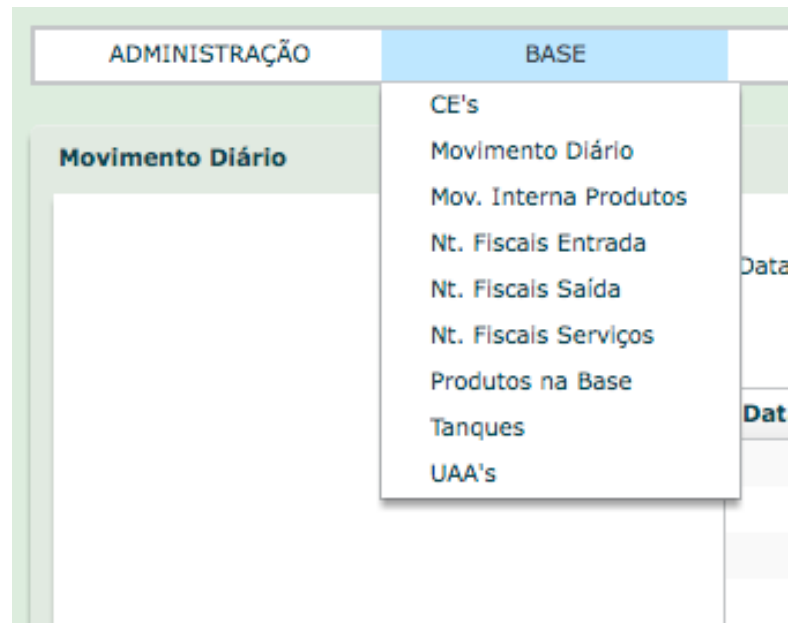 ADMINISTRAÇÃO BASE
CE's
Movimento Diário
Movimento Diário
Mov. Interna Produtos
Nt. Fiscais Entrada
Data
Nt. Fiscais Saída
Nt. Fiscais Serviços
Produtos na Base
Dat
Tanques
UAA's